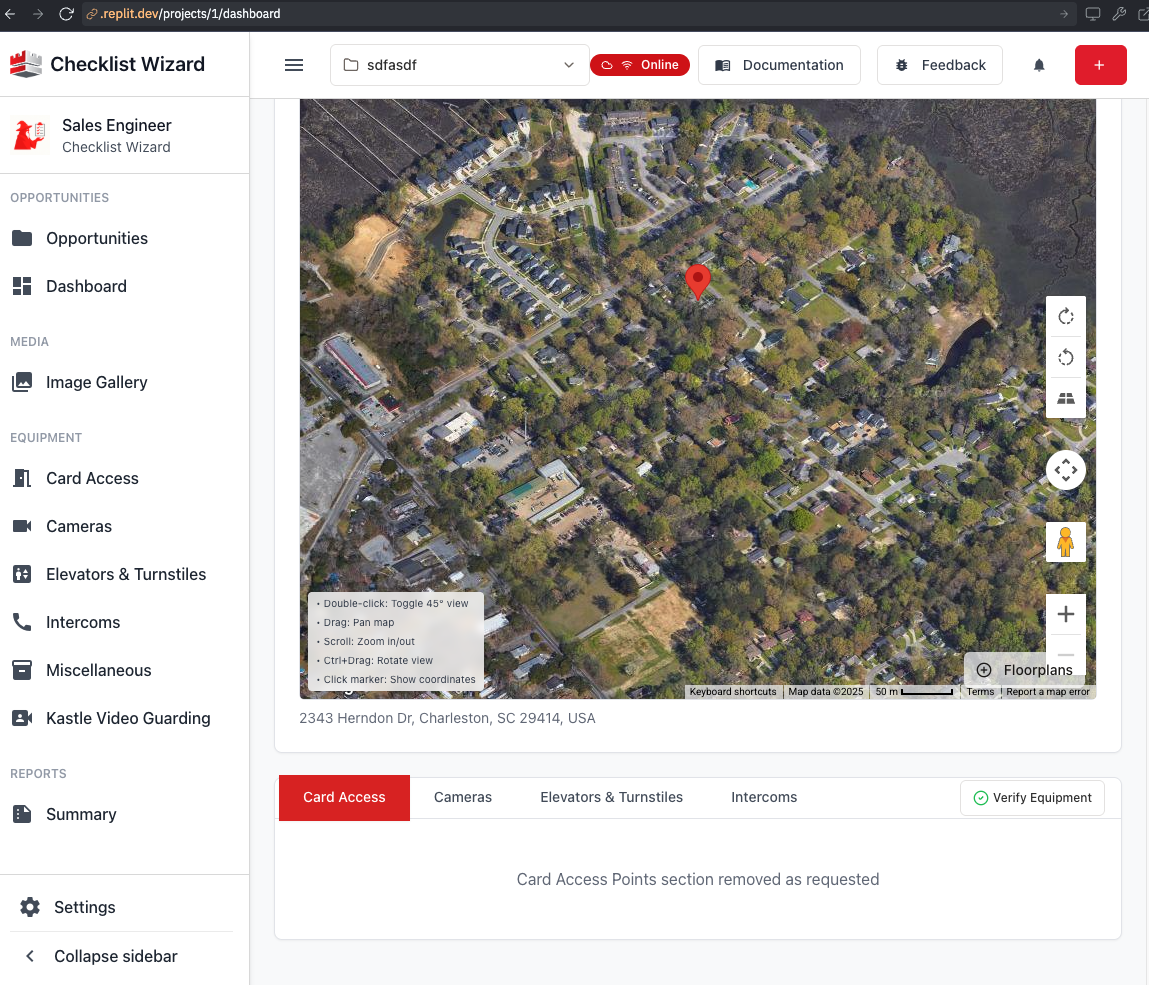 .replit.dev/projects/1/dashboard
Checklist Wizard
sdfasdf
Online
Documentation
Feedback
Sales Engineer
Checklist Wizard
OPPORTUNITIES
Opportunities
Dashboard
MEDIA
Image Gallery
EQUIPMENT
Card Access
Cameras
Elevators & Turnstiles
Intercoms
Miscellaneous
Kastle Video Guarding
REPORTS
Summary
Settings
Collapse sidebar
• Double-click: Toggle 45° view
• Drag: Pan map
• Scroll: Zoom in/out
• Ctrl+Drag: Rotate view
• Click marker: Show coordinates
Floorplans
Keyboard shortcuts Map data ©2025 50 m Terms Report a map error
2343 Herndon Dr, Charleston, SC 29414, USA
Card Access Cameras Elevators & Turnstiles Intercoms Verify Equipment
Card Access Points section removed as requested